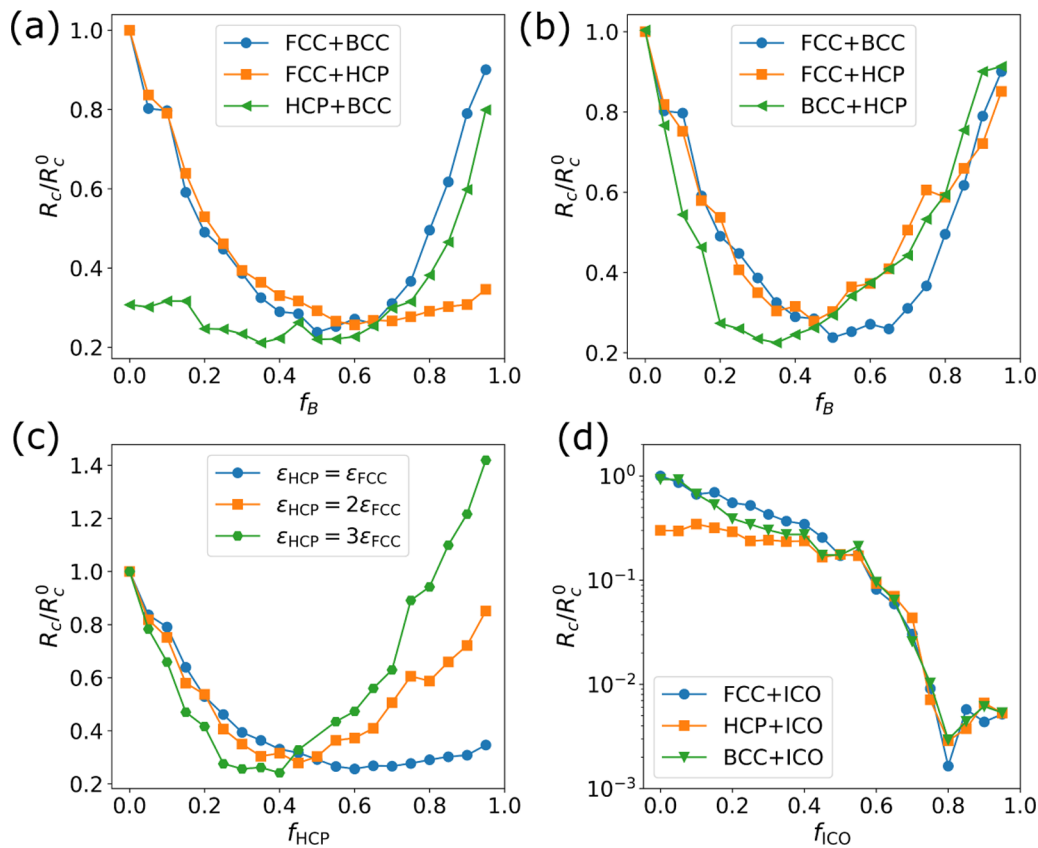 (a)
FCC+BCC
FCC+HCP
HCP+BCC
1.0
0.8
0.6
0.4
0.2
R_c/R_c^0
0.0 0.2 0.4 0.6 0.8 1.0
f_B
(b)
FCC+BCC
FCC+HCP
BCC+HCP
1.0
0.8
0.6
0.4
0.2
R_c/R_c^0
0.0 0.2 0.4 0.6 0.8 1.0
f_B
(c)
ε_HCP = ε_FCC
ε_HCP = 2ε_FCC
ε_HCP = 3ε_FCC
1.4
1.2
1.0
0.8
0.6
0.4
0.2
R_c/R_c^0
0.0 0.2 0.4 0.6 0.8 1.0
f_HCP
(d)
10^0
10^−1
10^−2
10^−3
R_c/R_c^0
FCC+ICO
HCP+ICO
BCC+ICO
0.0 0.2 0.4 0.6 0.8 1.0
f_ICO